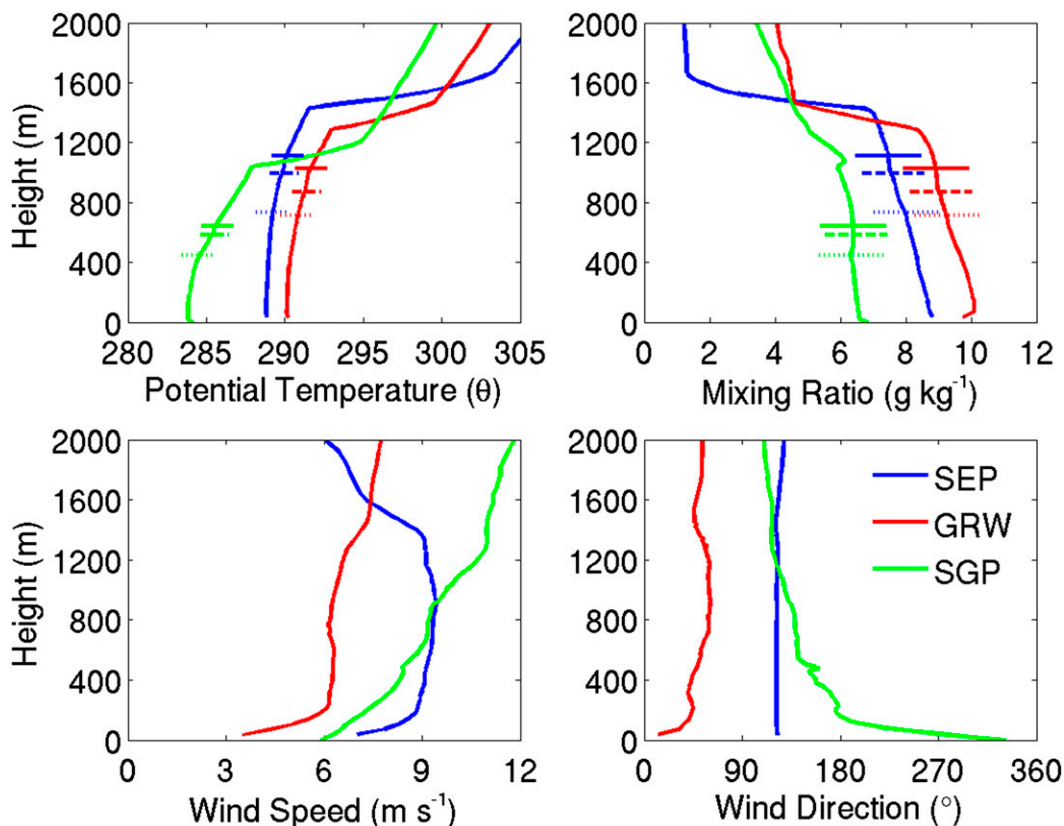 2000
1600
1200
800
400
0
Height (m)
280 285 290 295 300 305
Potential Temperature (θ)
2000
1600
1200
800
400
0
0 2 4 6 8 10 12
Mixing Ratio (g kg⁻¹)
2000
1600
1200
800
400
0
Height (m)
0 3 6 9 12
Wind Speed (m s⁻¹)
2000
1600
1200
800
400
0
SEP
GRW
SGP
0 90 180 270 360
Wind Direction (°)